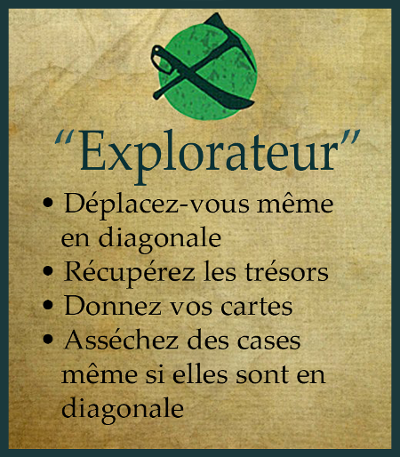 “Explorateur”
• Déplacez-vous même
en diagonale
• Récupérez les trésors
• Donnez vos cartes
• Asséchez des cases
même si elles sont en
diagonale